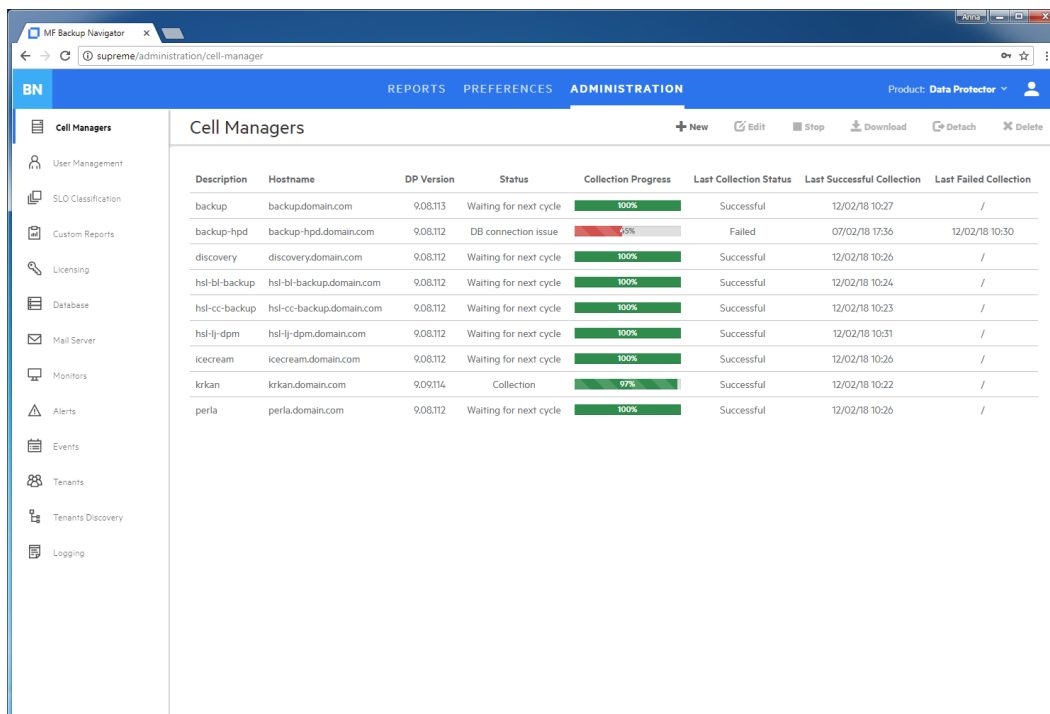 Anna
MF Backup Navigator
supreme/administration/cell-manager
BN REPORTS PREFERENCES ADMINISTRATION Product: Data Protector
Cell Managers
User Management
SLO Classification
Custom Reports
Licensing
Database
Mail Server
Monitors
Alerts
Events
Tenants
Tenants Discovery
Logging
Cell Managers New Edit Stop Download Detach Delete
Description Hostname DP Version Status Collection Progress Last Collection Status Last Successful Collection Last Failed Collection
backup backup.domain.com 9.08.113 Waiting for next cycle 100% Successful 12/02/18 10:27 /
backup-hpd backup-hpd.domain.com 9.08.112 DB connection issue Failed 07/02/18 17:36 12/02/18 10:30
discovery discovery.domain.com 9.08.112 Waiting for next cycle 100% Successful 12/02/18 10:26 /
hsl-bl-backup hsl-bl-backup.domain.com 9.08.112 Waiting for next cycle 100% Successful 12/02/18 10:24 /
hsl-cc-backup hsl-cc-backup.domain.com 9.08.112 Waiting for next cycle 100% Successful 12/02/18 10:23 /
hsl-lj-dpm hsl-lj-dpm.domain.com 9.08.112 Waiting for next cycle 100% Successful 12/02/18 10:31 /
icecream icecream.domain.com 9.08.112 Waiting for next cycle 100% Successful 12/02/18 10:26 /
krkan krkan.domain.com 9.09.114 Collection 97% Successful 12/02/18 10:22 /
perla perla.domain.com 9.08.112 Waiting for next cycle 100% Successful 12/02/18 10:26 /